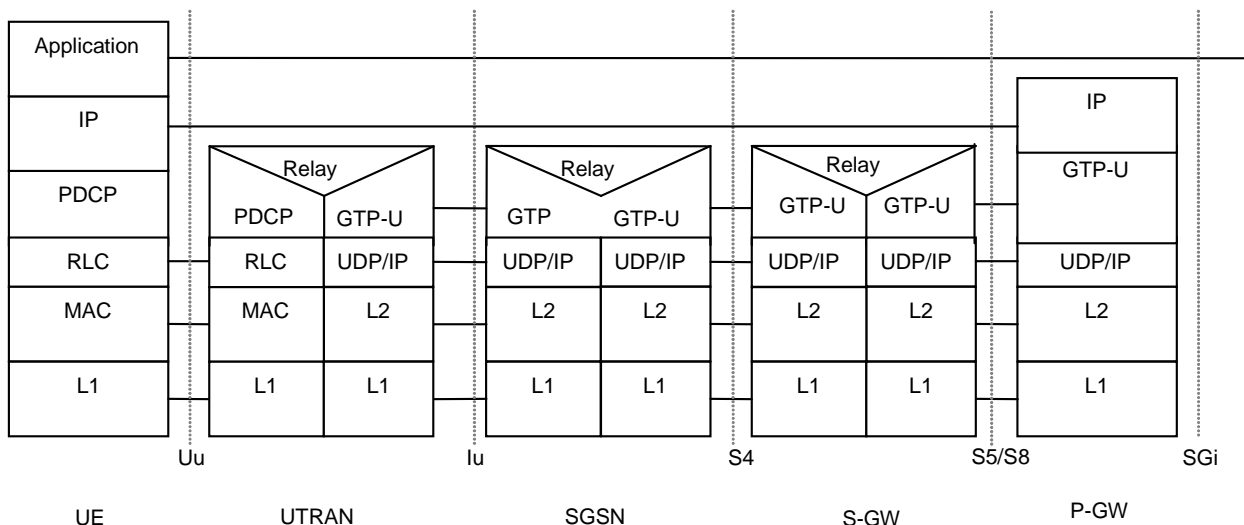 Application
IP
IP
Relay
Relay
Relay
GTP-U
PDCP
PDCP
GTP-U
GTP
GTP-U
GTP-U
GTP-U
RLC
RLC
UDP/IP
UDP/IP
UDP/IP
UDP/IP
UDP/IP
UDP/IP
MAC
MAC
L2
L2
L2
L2
L2
L2
L1
L1
L1
L1
L1
L1
L1
L1
Uu
Iu
S4
S5/S8
SGi
UE
UTRAN
SGSN
S-GW
P-GW